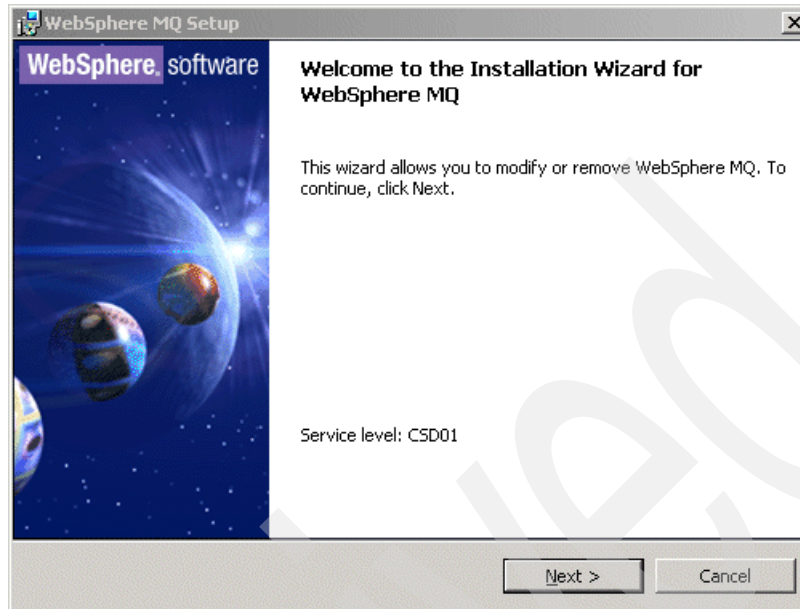 WebSphere MQ Setup
WebSphere. software
Welcome to the Installation Wizard for
WebSphere MQ
This wizard allows you to modify or remove WebSphere MQ. To
continue, click Next.
Service level: CSD01
Next >
Cancel